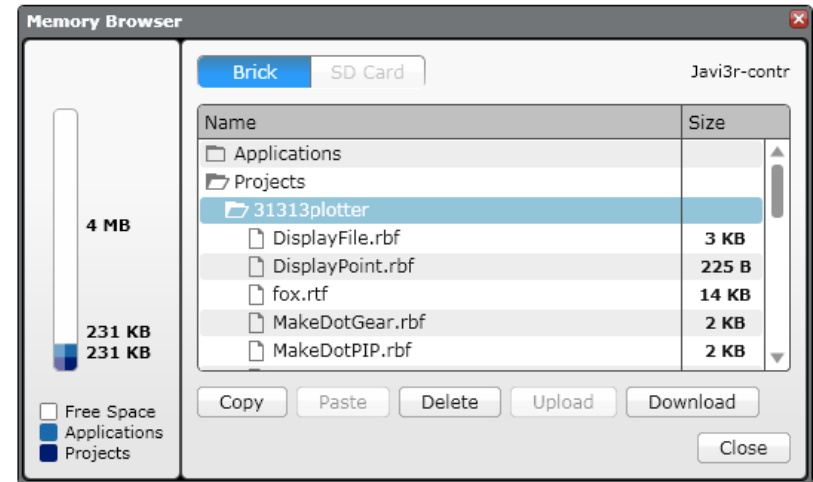 Memory Browser
Brick SD Card Javi3r-contr
Name Size
Applications
Projects
31313plotter
DisplayFile.rbf 3 KB
DisplayPoint.rbf 225 B
fox.rtf 14 KB
MakeDotGear.rbf 2 KB
MakeDotPIP.rbf 2 KB
4 MB
231 KB
231 KB
Free Space
Applications
Projects
Copy Paste Delete Upload Download
Close